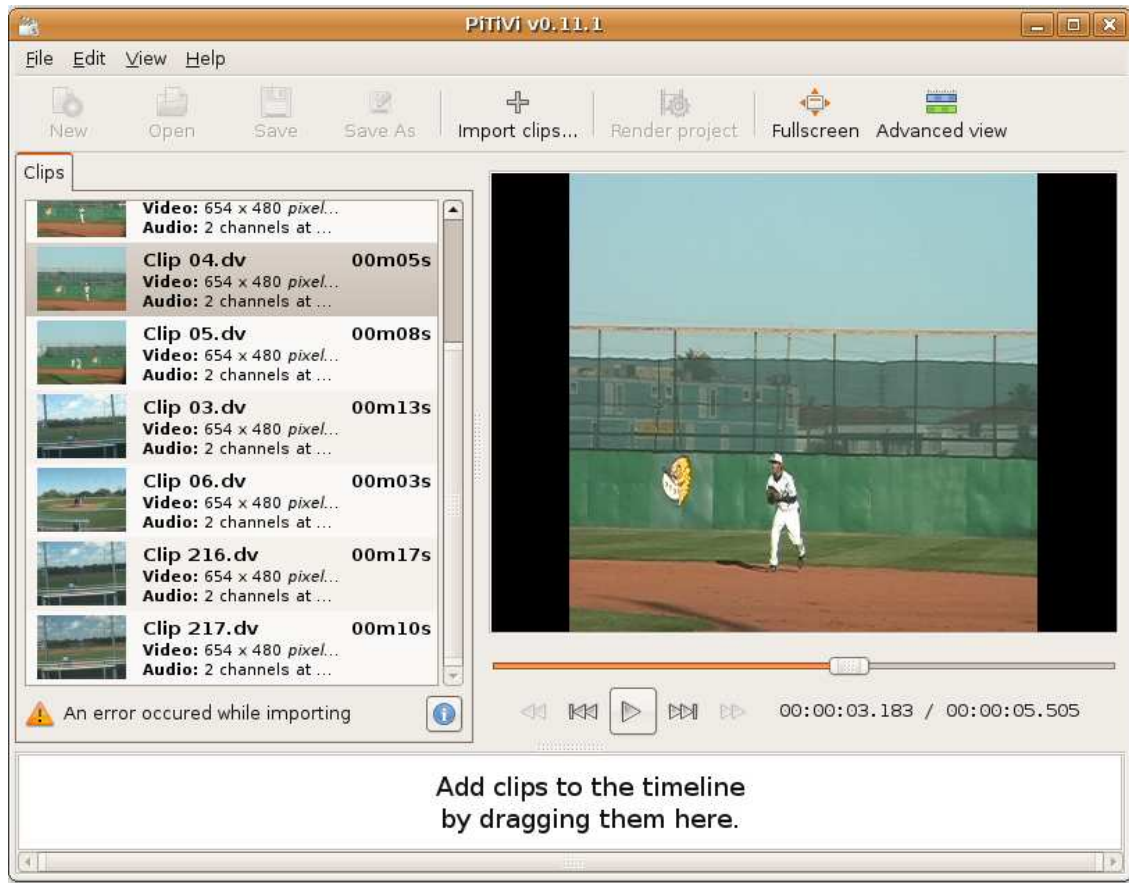 PiTiVi v0.11.1
File Edit View Help
New Open Save Save As Import clips... Render project Fullscreen Advanced view
Clips
Video: 654 x 480 pixel...
Audio: 2 channels at ...
Clip 04.dv 00m05s
Video: 654 x 480 pixel...
Audio: 2 channels at ...
Clip 05.dv 00m08s
Video: 654 x 480 pixel...
Audio: 2 channels at ...
Clip 03.dv 00m13s
Video: 654 x 480 pixel...
Audio: 2 channels at ...
Clip 06.dv 00m03s
Video: 654 x 480 pixel...
Audio: 2 channels at ...
Clip 216.dv 00m17s
Video: 654 x 480 pixel...
Audio: 2 channels at ...
Clip 217.dv 00m10s
Video: 654 x 480 pixel...
Audio: 2 channels at ...
An error occured while importing
00:00:03.183 / 00:00:05.505
Add clips to the timeline
by dragging them here.